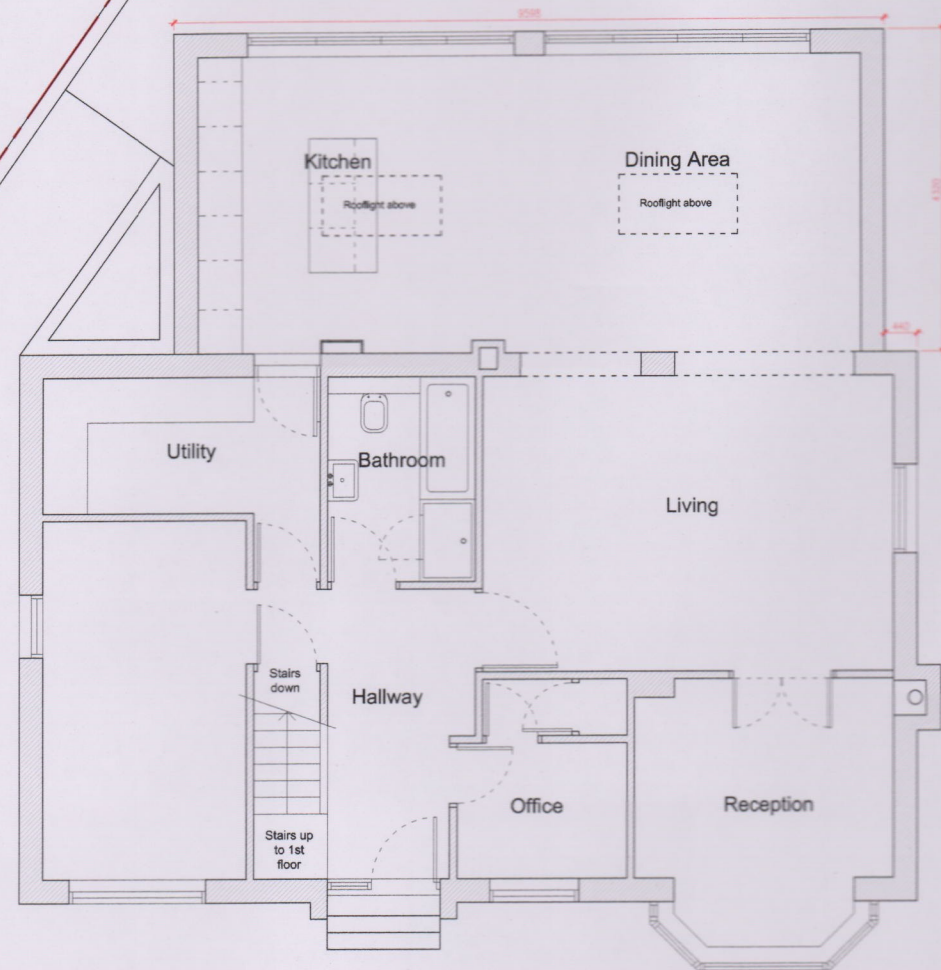 9598
Kitchen
Dining Area
Rooflight above
Rooflight above
Utility
Bathroom
Living
Stairs
down
Hallway
Office
Reception
Stairs up
to 1st
floor